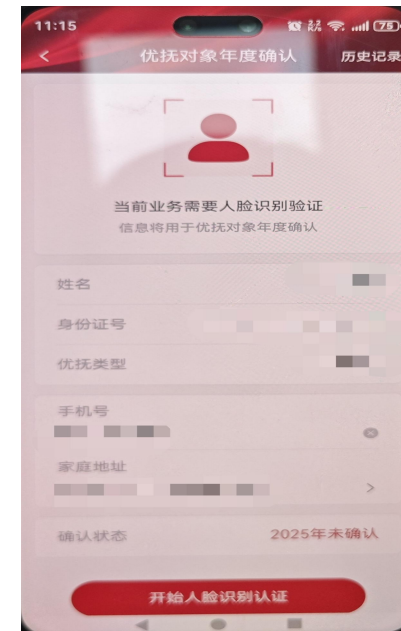 11:15 75
优抚对象年度确认 历史记录
当前业务需要人脸识别验证
信息将用于优抚对象年度确认
姓名
身份证号
优抚类型
手机号
家庭地址
确认状态 2025年未确认
开始人脸识别认证